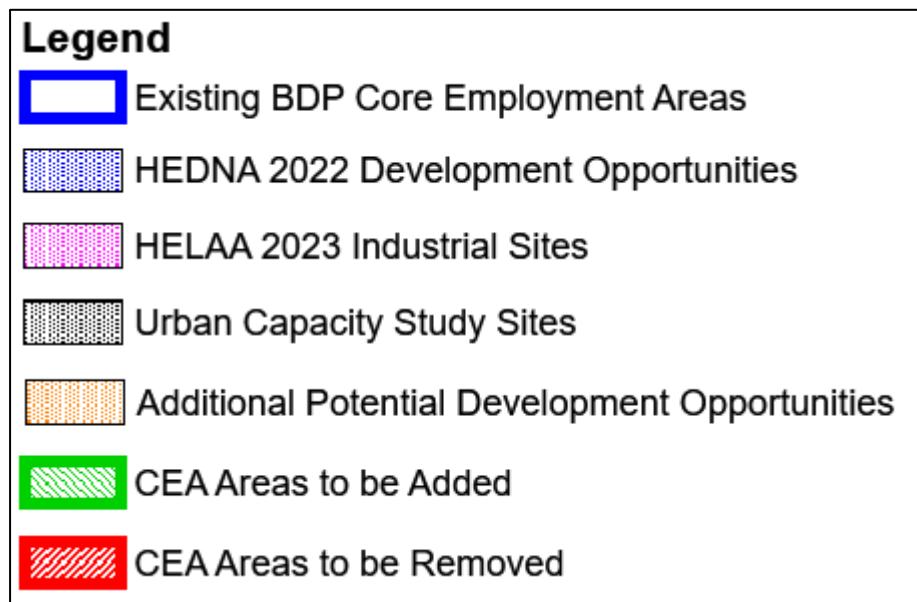 Legend
Existing BDP Core Employment Areas
HEDNA 2022 Development Opportunities
HELAA 2023 Industrial Sites
Urban Capacity Study Sites
Additional Potential Development Opportunities
CEA Areas to be Added
CEA Areas to be Removed